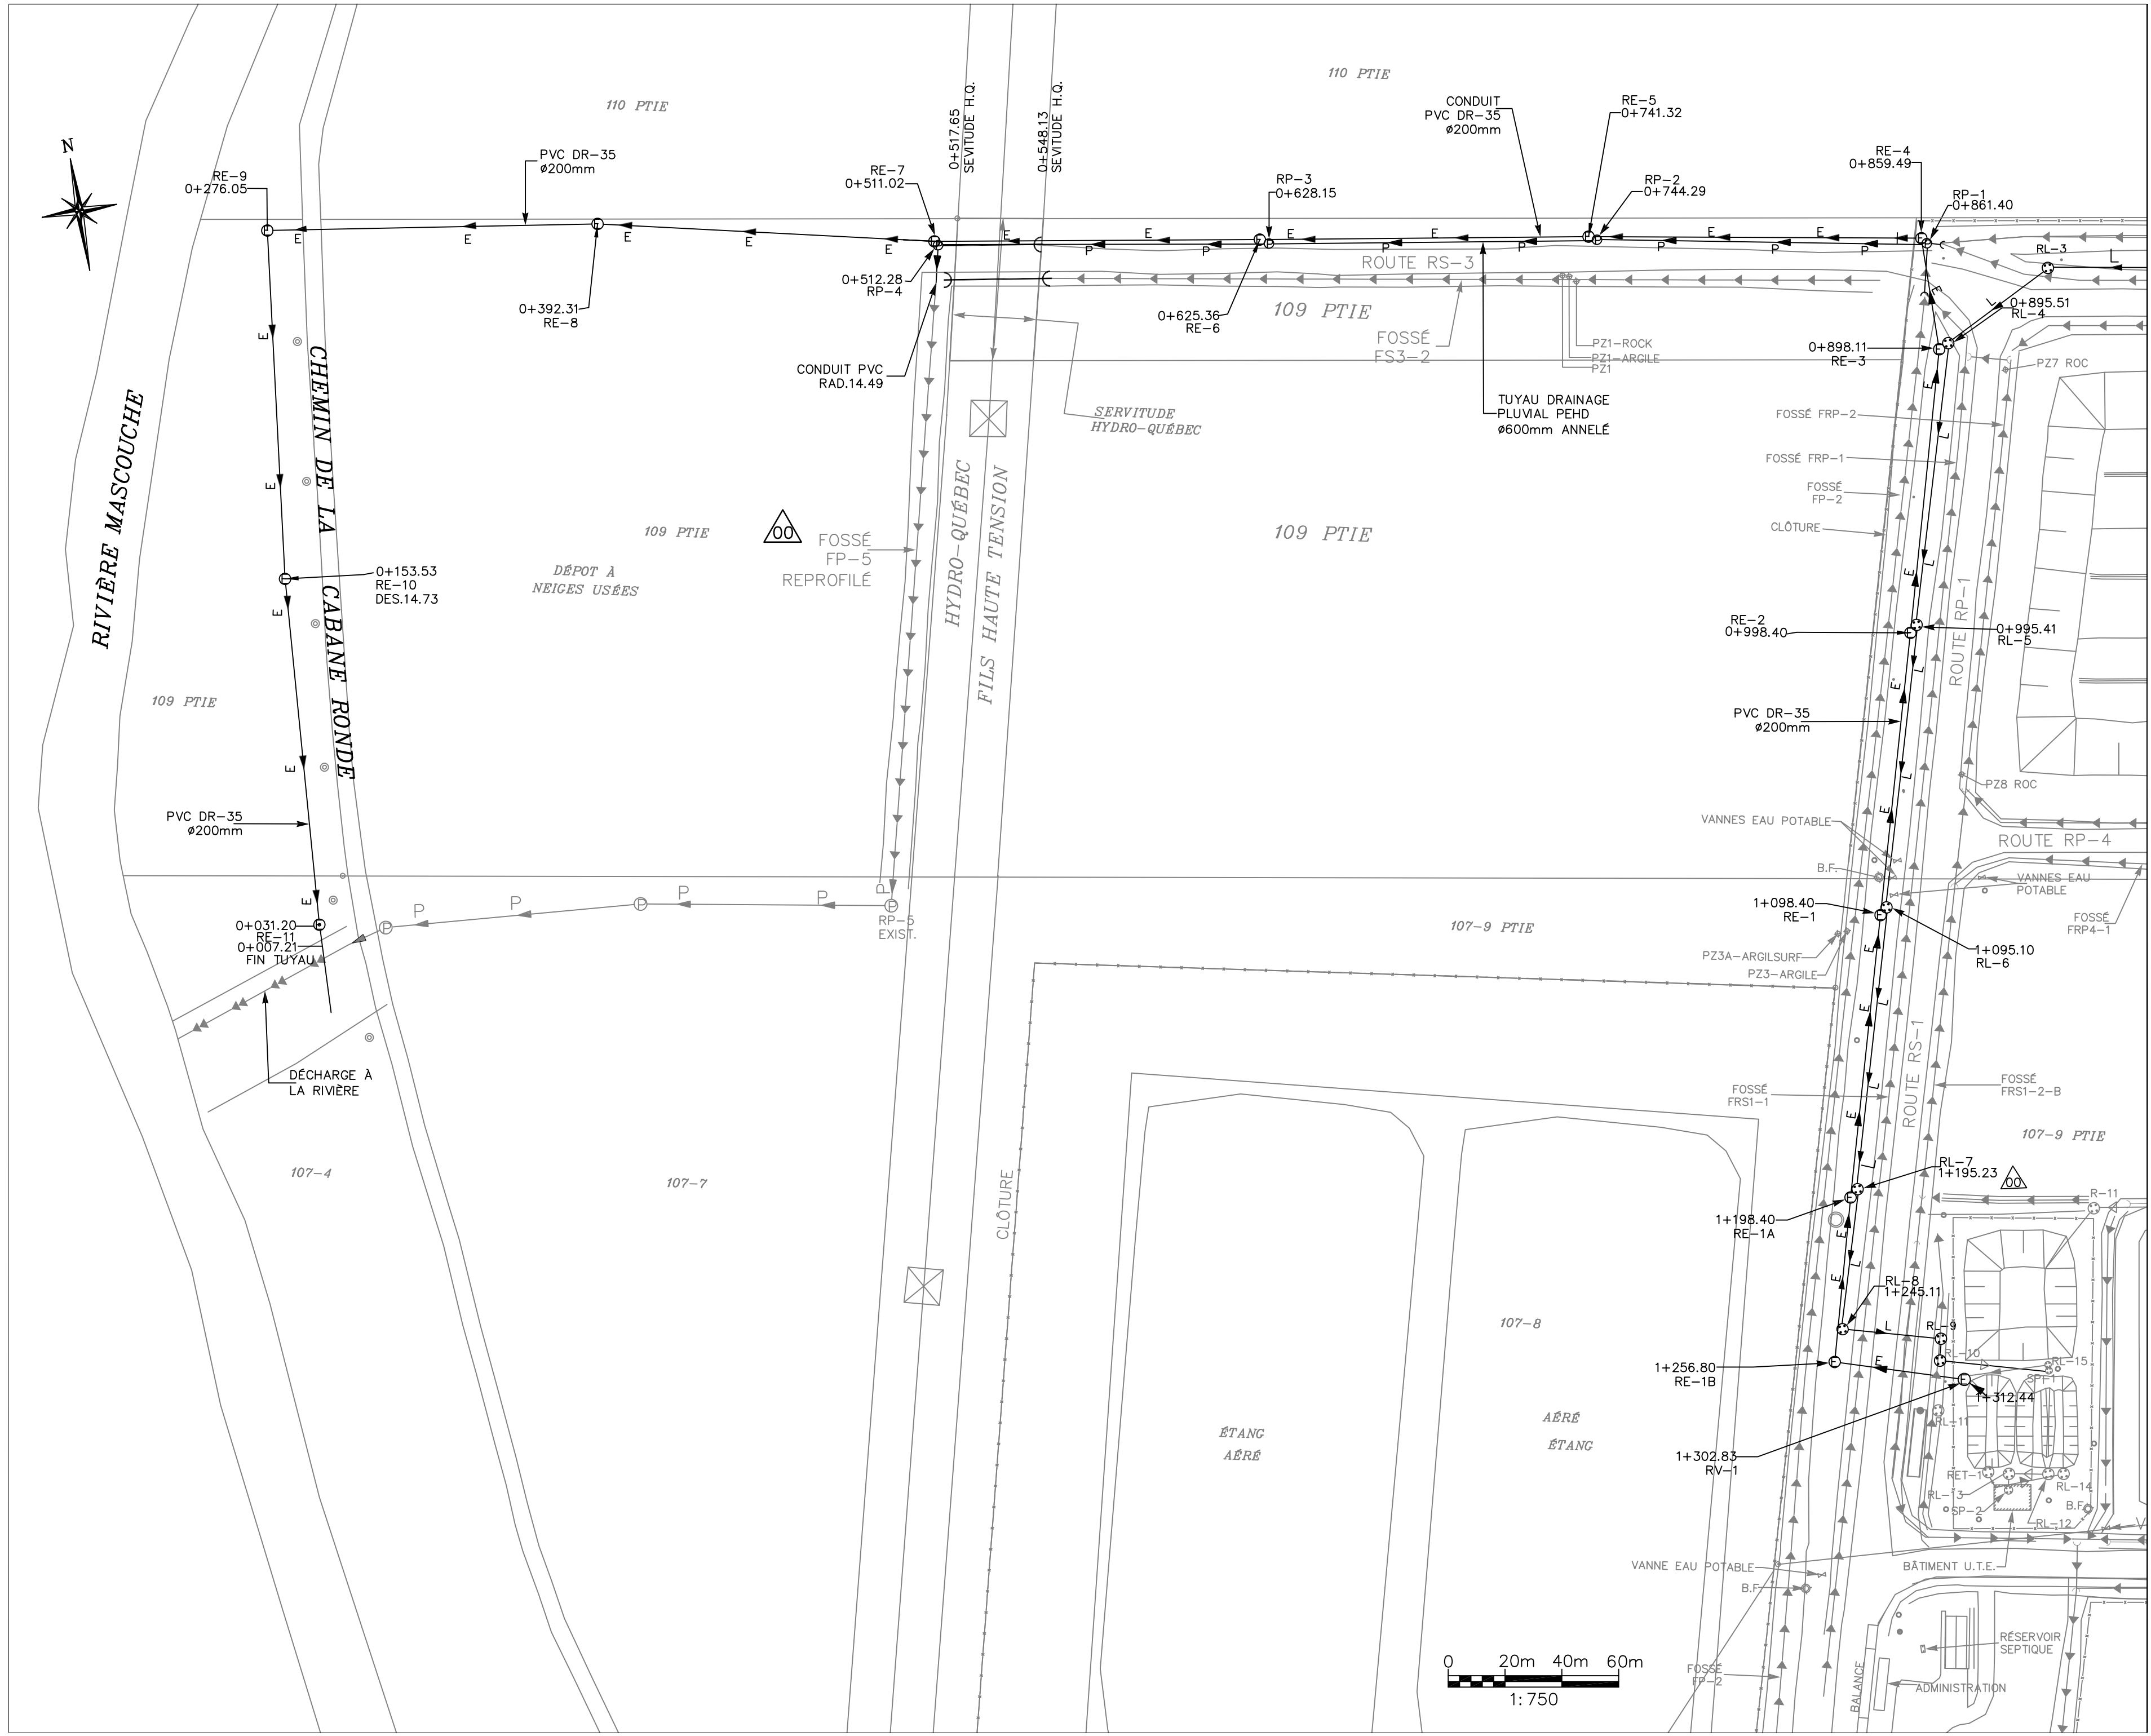 110 PTIE
110 PTIE
N
RE-9
0+276.05
PVC DR-35
ø200mm
0+392.31
RE-8
RE-7
0+511.02
0+517.65
SEVITUDE H.Q.
0+548.13
SEVITUDE H.Q.
RP-3
0+628.15
CONDUIT
PVC DR-35
ø200mm
RE-5
0+741.32
RP-2
0+744.29
RE-4
0+859.49
RP-1
0+861.40
RL-3
0+512.28
RP-4
0+625.36
RE-6
ROUTE RS-3
109 PTIE
FOSSÉ
FS3-2
PZ1-ROCK
PZ1-ARGILE
PZ1
0+895.51
RL-4
0+898.11
RE-3
PZ7 ROC
CONDUIT PVC
RAD.14.49
SERVITUDE
HYDRO-QUÉBEC
TUYAU DRAINAGE
PLUVIAL PEHD
ø600mm ANNELÉ
FOSSÉ FRP-2
FOSSÉ FRP-1
FOSSÉ
FP-2
CLÔTURE
RIVIÈRE MASCOUCHE
CHEMIN DE LA CABANE RONDE
109 PTIE
00
FOSSÉ
FP-5
REPROFILÉ
HYDRO-QUÉBEC
FILS HAUTE TENSION
109 PTIE
0+153.53
RE-10
DES.14.73
DÉPOT À
NEIGES USÉES
RE-2
0+998.40
0+995.41
RL-5
ROUTE RP-1
109 PTIE
PVC DR-35
ø200mm
PZ8 ROC
PVC DR-35
ø200mm
VANNES EAU POTABLE
ROUTE RP-4
B.F.
VANNES EAU
POTABLE
FOSSÉ
FRP4-1
0+031.20
RE-11
0+007.21
FIN TUYAU
RP-5
EXIST.
1+098.40
RE-1
107-9 PTIE
1+095.10
RL-6
PZ3A-ARGILSURF
PZ3-ARGILE
DÉCHARGE À
LA RIVIÈRE
FOSSÉ
FRS1-1
ROUTE RS-1
FOSSÉ
FRS1-2-B
107-9 PTIE
107-4
107-7
CLÔTURE
RL-7
1+195.23
00
R-11
1+198.40
RE-1A
RL-8
1+245.11
107-8
RL-9
RL-10
RL-15
SPI-1
1+256.80
RE-1B
1+312.44
RL-11
ÉTANG
AÉRÉ
AÉRÉ
ÉTANG
1+302.83
RV-1
RET-1
RL-13
RL-14
SP-2
B.F.
RL-12
V
VANNE EAU POTABLE
BÂTIMENT U.T.E.
B.F.
RÉSERVOIR
SEPTIQUE
FOSSÉ
FP-2
BALANCE
ADMINISTRATION
0 20m 40m 60m
1:750
E E E E E E E E E E E
P P P P P P P
E E E E E
P P P P P
L L L L L L L L L L L
E E E E E E E E E E E